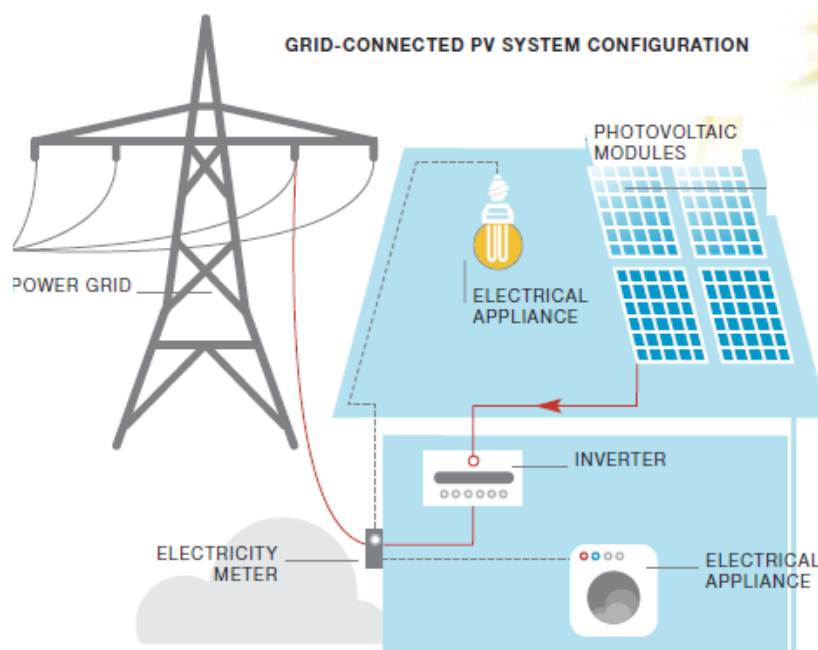 GRID-CONNECTED PV SYSTEM CONFIGURATION
PHOTOVOLTAIC
MODULES
POWER GRID
ELECTRICAL
APPLIANCE
INVERTER
ELECTRICITY
METER
ELECTRICAL
APPLIANCE